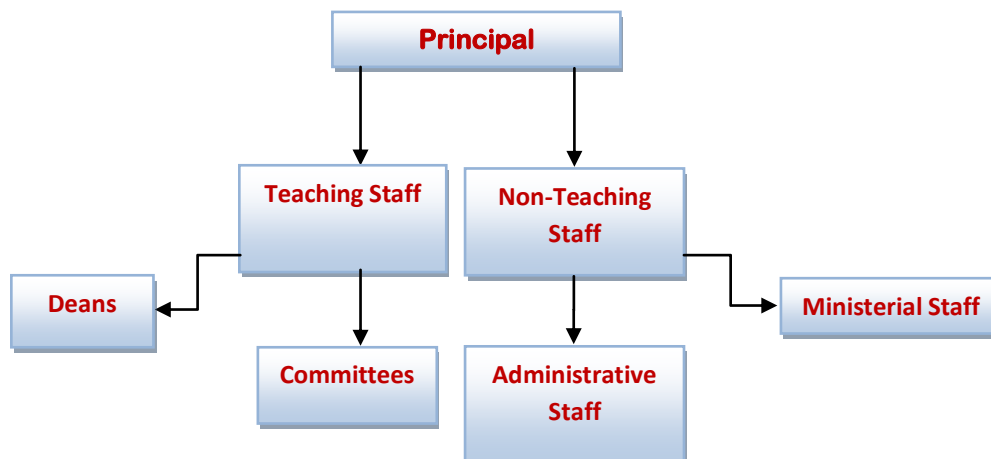 Principal
Teaching Staff
Non-Teaching
Staff
Deans
Ministerial Staff
Committees
Administrative
Staff